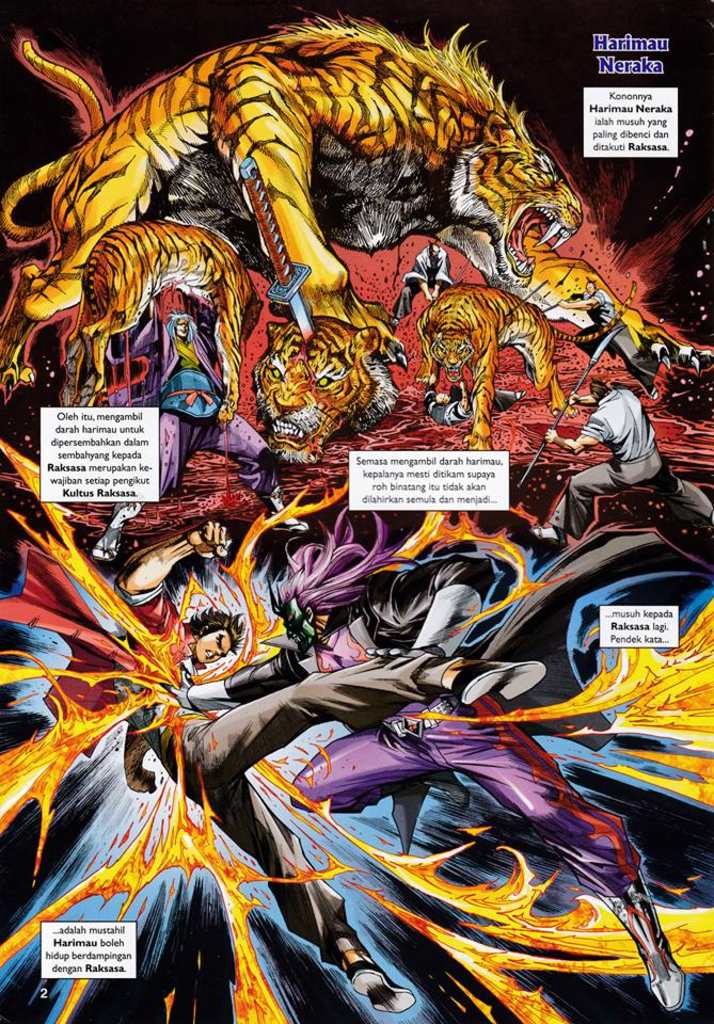 Harimau
Neraka
Kononnya
Harimau Neraka
ialah musuh yang
paling dibenci dan
ditakuti Raksasa.
Oleh itu, mengambil
darah harimau untuk
dipersembahkan dalam
sembahyang kepada
Raksasa merupakan ke-
wajiban setiap pengikut
Kultus Raksasa.
Semasa mengambil darah harimau,
kepalanya mesti ditikam supaya
roh binatang itu tidak akan
dilahirkan semula dan menjadi...
...musuh kepada
Raksasa lagi.
Pendek kata...
...adalah mustahil
Harimau boleh
hidup berdampingan
dengan Raksasa.
2